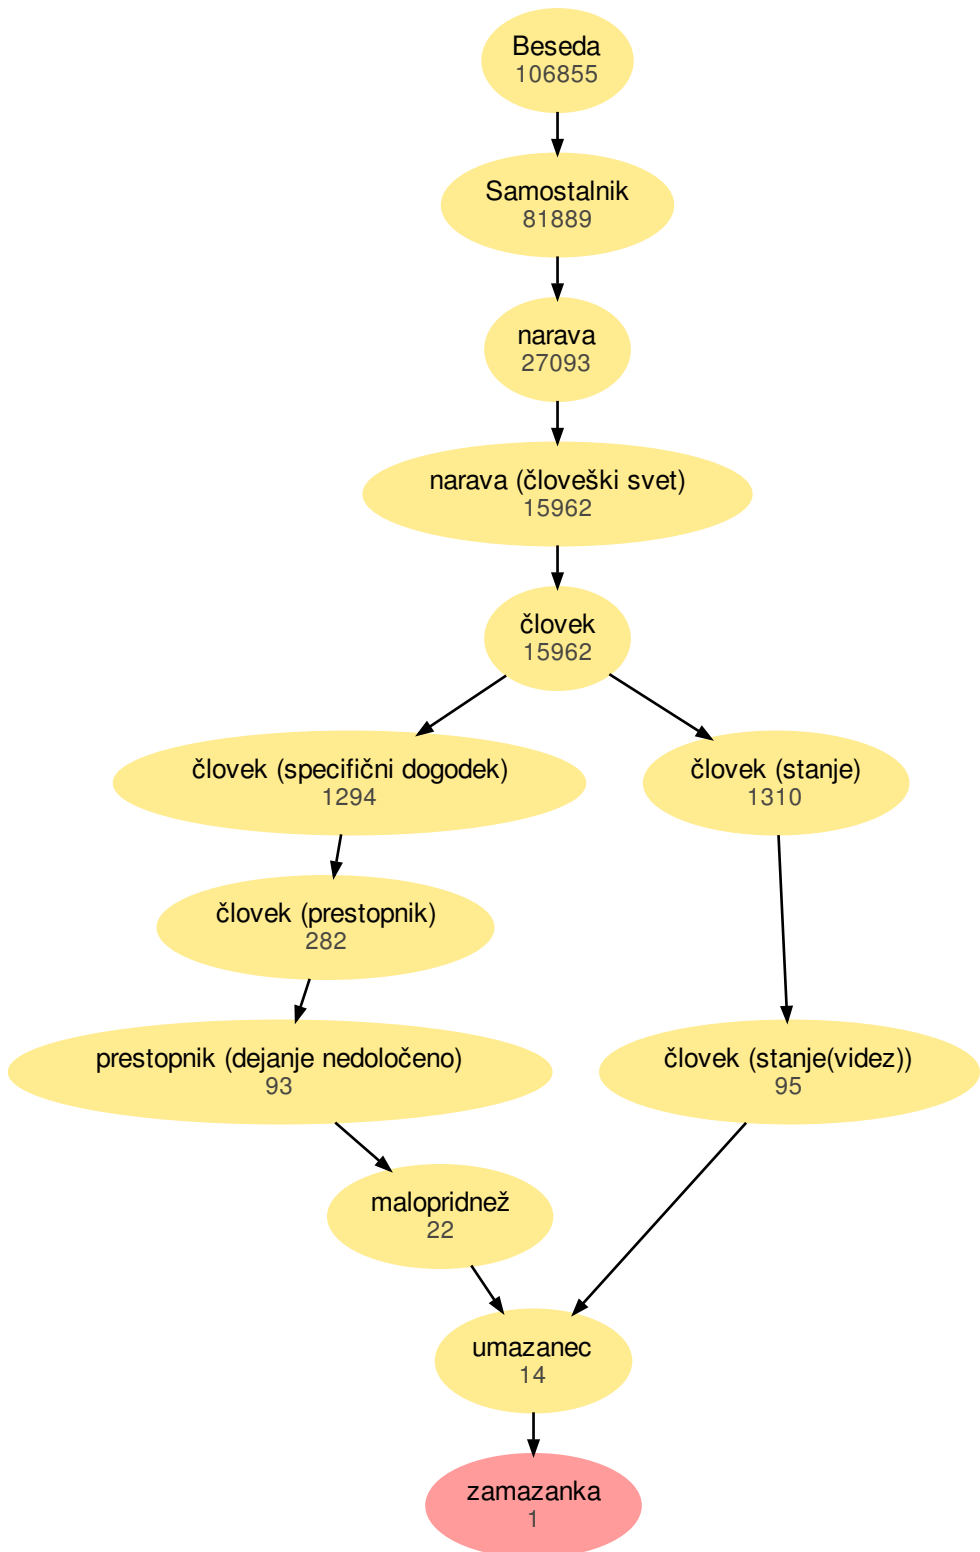 Beseda
106855
Samostalnik
81889
narava
27093
narava (človeški svet)
15962
človek
15962
človek (specifični dogodek)
1294
človek (stanje)
1310
človek (prestopnik)
282
prestopnik (dejanje nedoločeno)
93
človek (stanje(videz))
95
malopridnež
22
umazanec
14
zamazanka
1